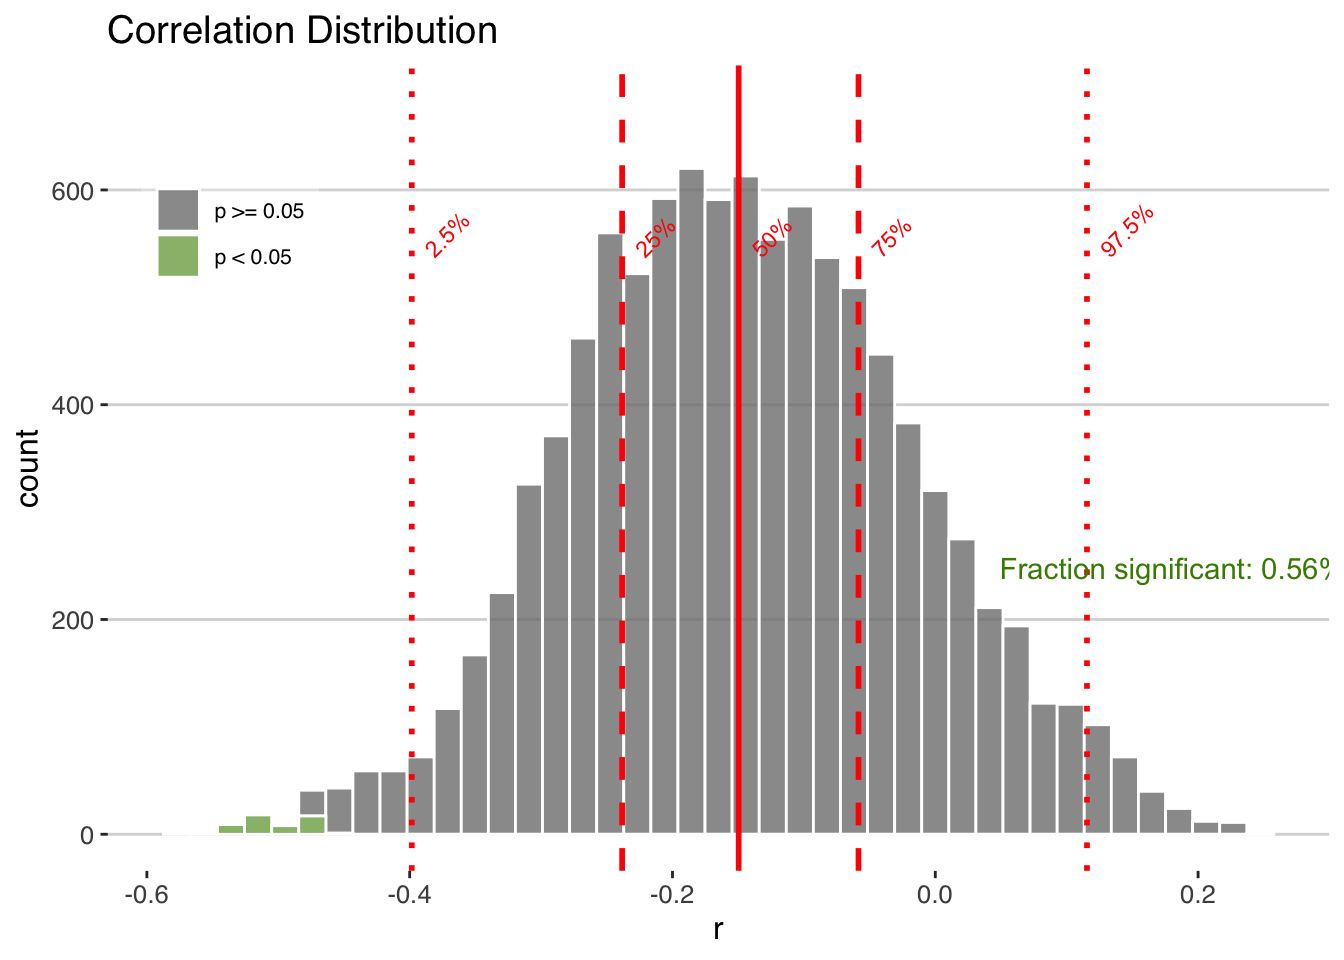 Correlation Distribution
600
400
200
0
count
p >= 0.05
p < 0.05
2.5%
25%
50%
75%
97.5%
Fraction significant: 0.56%
-0.6
-0.4
-0.2
0.0
0.2
r